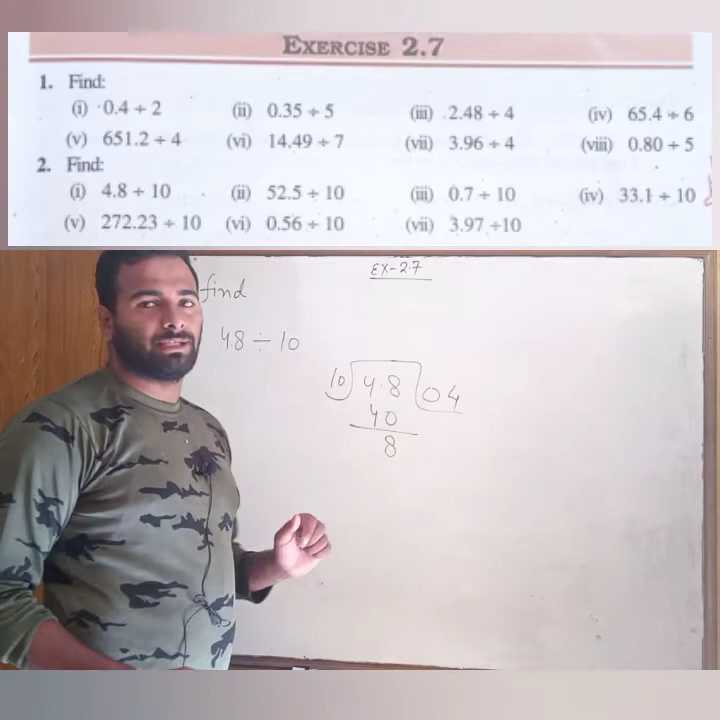 EXERCISE 2.7
1. Find:
(i) 0.4 ÷ 2 (ii) 0.35 ÷ 5 (iii) 2.48 ÷ 4 (iv) 65.4 ÷ 6
(v) 651.2 ÷ 4 (vi) 14.49 ÷ 7 (vii) 3.96 ÷ 4 (viii) 0.80 ÷ 5
2. Find:
(i) 4.8 ÷ 10 (ii) 52.5 ÷ 10 (iii) 0.7 ÷ 10 (iv) 33.1 ÷ 10
(v) 272.23 ÷ 10 (vi) 0.56 ÷ 10 (vii) 3.97 ÷10
EX-2.7
find
4.8 ÷ 10
10 4.8 04
40
8